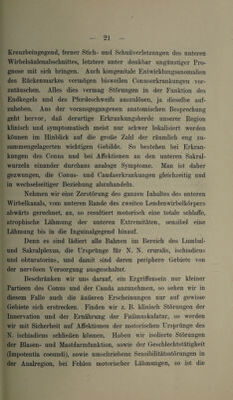 — 21 —
Kreuzbeingegend, ferner Stich- und Schnittverletzungen des unteren
Wirbelsäulenabschnittes, letztere unter denkbar ungünstiger Pro-
gnose mit sich bringen. Auch kongenitale Entwicklungsanomalien
des Rückenmarkes vermögen bisweilen Conuserkrankungen vor-
zutäuschen. Alles dies vermag Störungen in der Funktion des
Endkegels und des Pferdeschweifs auszulösen, ja dieselbe auf-
zuheben. Aus der vorangegangenen anatomischen Besprechung
geht hervor, daß derartige Erkrankungsherde unserer Region
klinisch und symptomatisch meist nur schwer lokalisiert werden
können im Hinblick auf die große Zahl der räumlich eng zu-
sammengelagerten wichtigen Gebilde. So bestehen bei Erkran-
kungen des Conus und bei Affektionen an den unteren Sakral-
wurzeln einander durchaus analoge Symptome. Man ist daher
gezwungen, die Conus- und Caudaerkrankungen gleichzeitig und
in wechselseitiger Beziehung abzuhandeln.
Nehmen wir eine Zerstörung des ganzen Inhaltes des unteren
Wirbelkanals, vom unteren Rande des zweiten Lendenwirbelkörpers
abwärts gerechnet, an, so resultiert motorisch eine totale schlaffe,
atrophische Lähmung der unteren Extremitäten, sensibel eine
Lähmung bis in die Inguinalgegend hinauf.
Denn es sind lädiert alle Bahnen im Bereich des Lumbal-
und Sakralplexus, die Ursprünge für N. N. cruralis, ischiadicus
und obturatorius, und damit sind deren periphere Gebiete von
der nervösen Versorgung ausgeschaltet.
Beschränken wir uns darauf, ein Ergriffensein nur kleiner
Partieen des Conus und der Cauda anzunehmen, so sehen wir in
diesem Falle auch die äußeren Erscheinungen nur auf gewisse
Gebiete sich erstrecken. Finden wir z. B. klinisch Störungen der
Innervation und der Ernährung der Fußmuskulatur, so werden
wir mit Sicherheit auf Affektionen der motorischen Ursprünge des
N. ischiadicus schließen können. Haben wir isolierte Störungen
der Blasen- und Mastdarmfunktion, sowie der Geschlechtstätigkeit
(Impotentia coeundi), sowie umschriebene Sensibilitätsstörungen in
der Analregion, bei Fehlen motorischer Lähmungen, so ist die